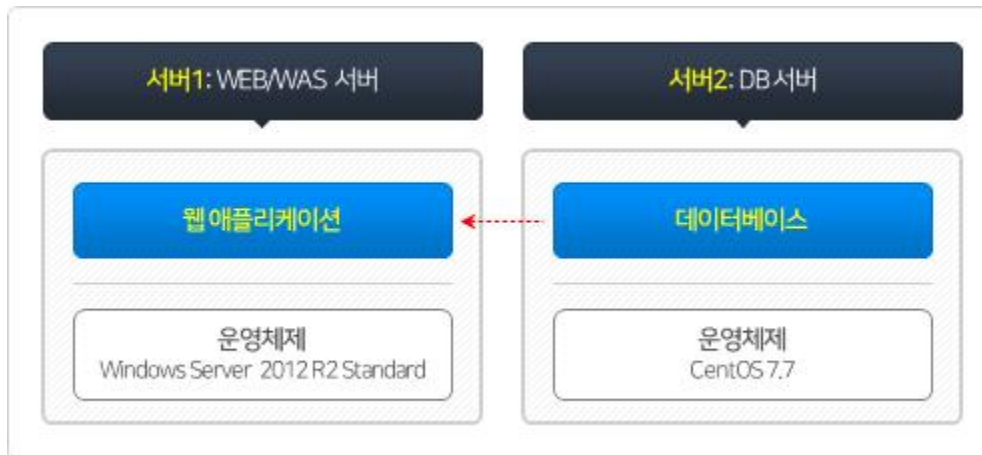 서버1: WEB/WAS 서버
서버2: DB 서버
웹 애플리케이션
데이터베이스
운영체제
Windows Server 2012 R2 Standard
운영체제
CentOS 7.7